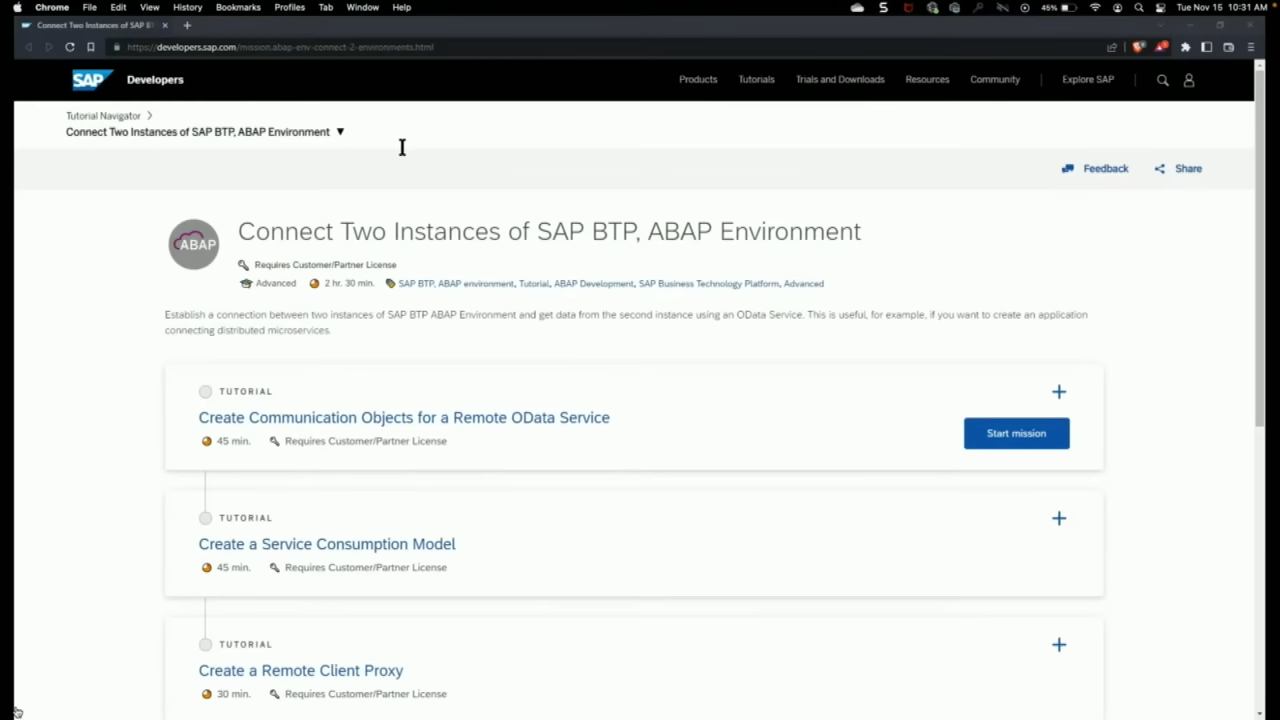 Chrome File Edit View History Bookmarks Profiles Tab Window Help
45% Tue Nov 15 10:31 AM
Connect Two Instances of SAP B
https://developers.sap.com/mission.abap-env-connect-2-environments.html
SAP Developers Products Tutorials Trials and Downloads Resources Community Explore SAP
Tutorial Navigator
Connect Two Instances of SAP BTP, ABAP Environment
Feedback Share
ABAP
Connect Two Instances of SAP BTP, ABAP Environment
Requires Customer/Partner License
Advanced 2 hr. 30 min. SAP BTP, ABAP environment, Tutorial, ABAP Development, SAP Business Technology Platform, Advanced
Establish a connection between two instances of SAP BTP ABAP Environment and get data from the second instance using an OData Service. This is useful, for example, if you want to create an application
connecting distributed microservices.
TUTORIAL
Create Communication Objects for a Remote OData Service
45 min. Requires Customer/Partner License
Start mission
TUTORIAL
Create a Service Consumption Model
45 min. Requires Customer/Partner License
TUTORIAL
Create a Remote Client Proxy
30 min. Requires Customer/Partner License